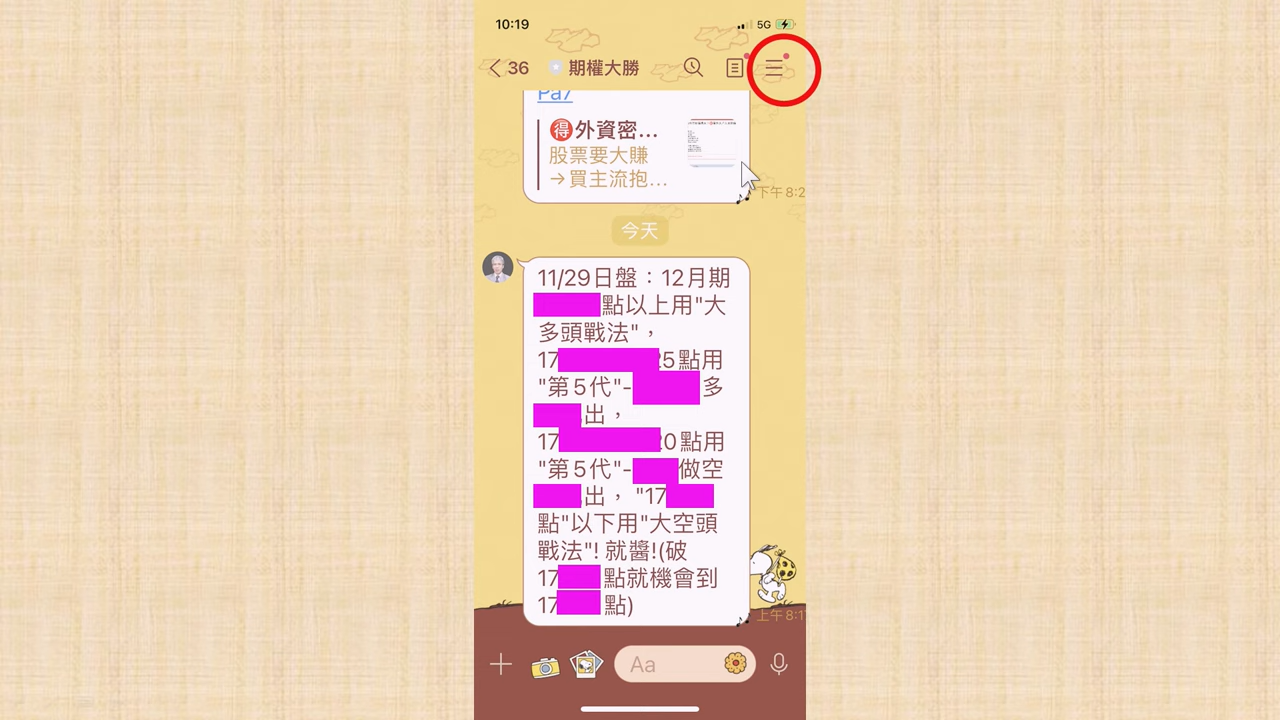 10:19
5G
36
期權大勝
Pa7
得外資密...
股票要大賺
→買主流抱...
下午8:2
今天
11/29日盤：12月期
點以上用"大
多頭戰法"，
17 5點用
"第5代"- 多
出，
17 0點用
"第5代"- 做空
出， "17
點"以下用"大空頭
戰法"! 就醬!(破
17 點就機會到
17 點)
上午8:1
Aa